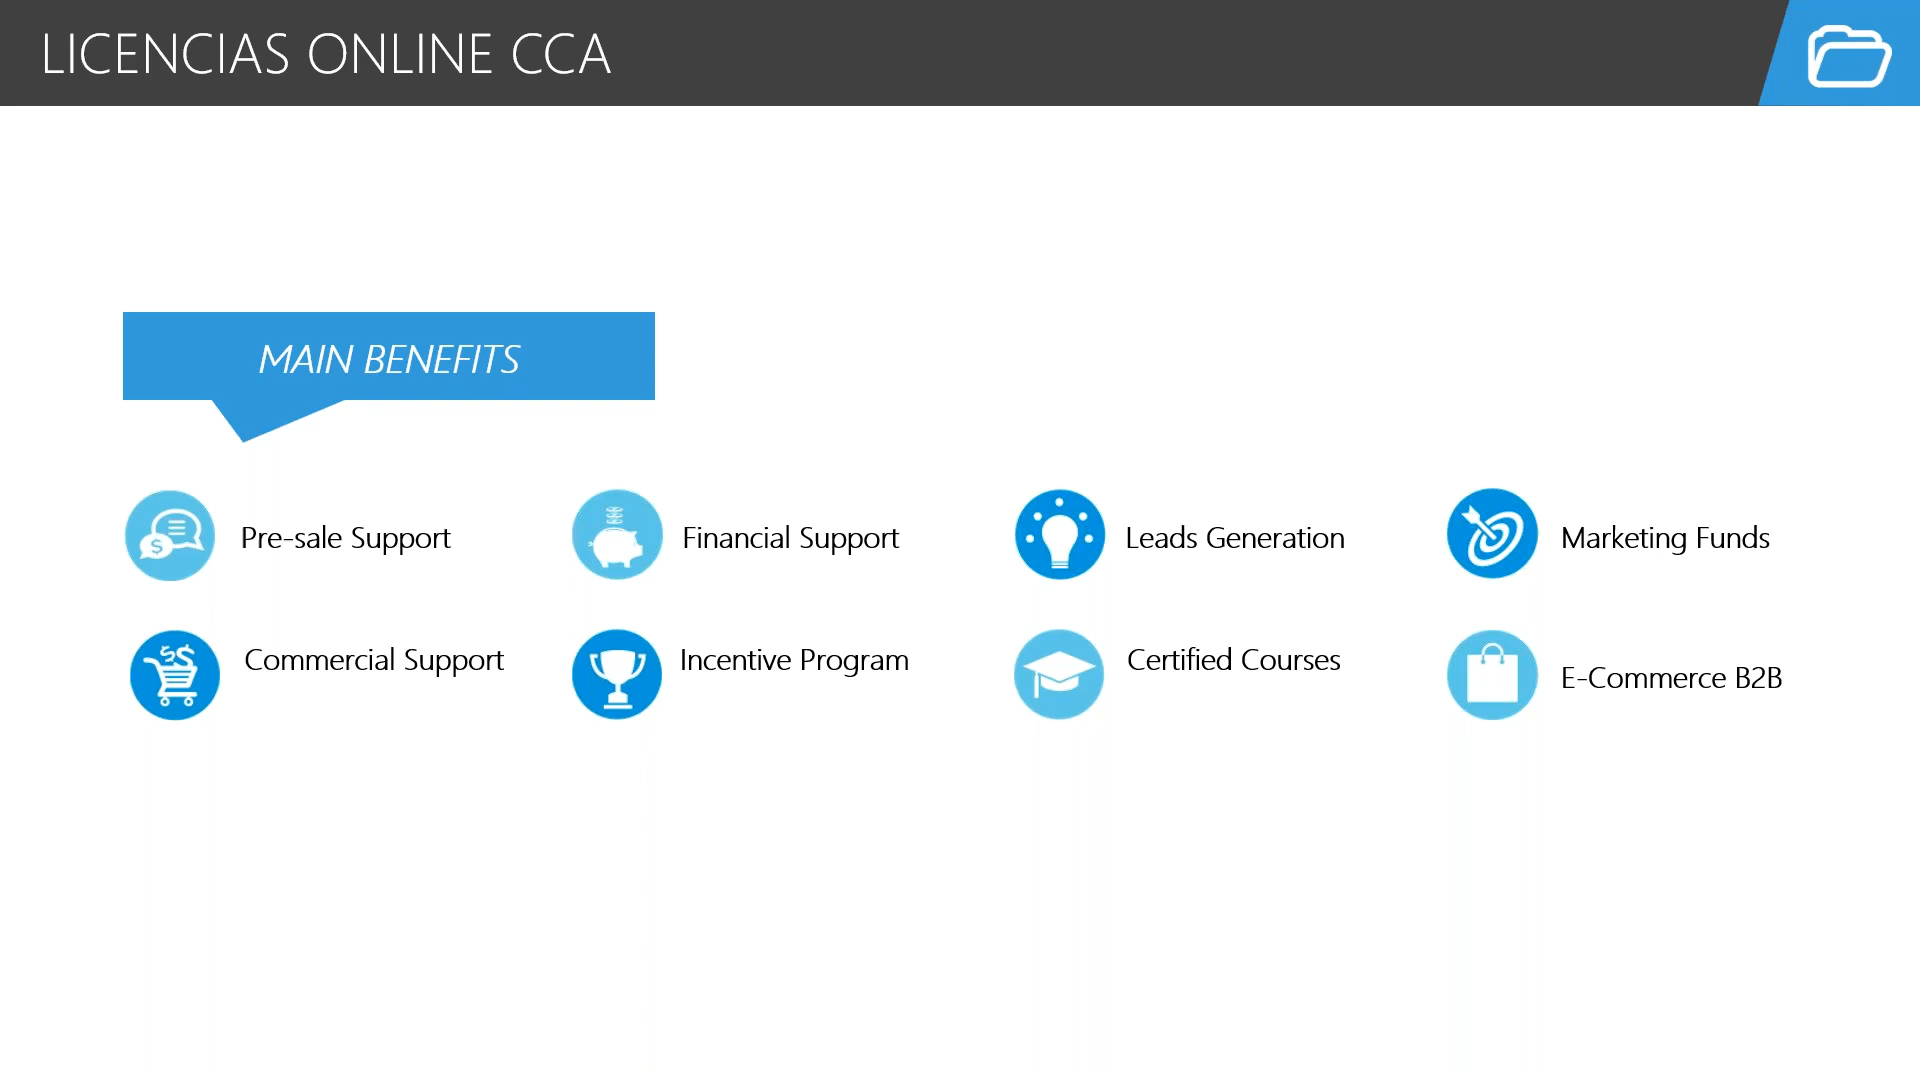 LICENCIAS ONLINE CCA
MAIN BENEFITS
Pre-sale Support
Financial Support
Leads Generation
Marketing Funds
Commercial Support
Incentive Program
Certified Courses
E-Commerce B2B